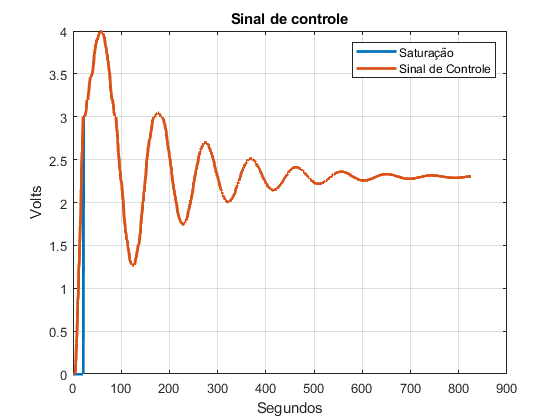 Sinal de controle
Saturação
Sinal de Controle
Volts
4
3.5
3
2.5
2
1.5
1
0.5
0
0 100 200 300 400 500 600 700 800 900
Segundos